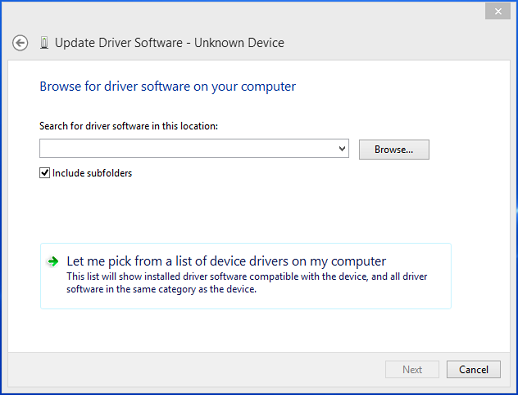 Update Driver Software - Unknown Device
Browse for driver software on your computer
Search for driver software in this location:
Browse...
Include subfolders
Let me pick from a list of device drivers on my computer
This list will show installed driver software compatible with the device, and all driver
software in the same category as the device.
Next
Cancel